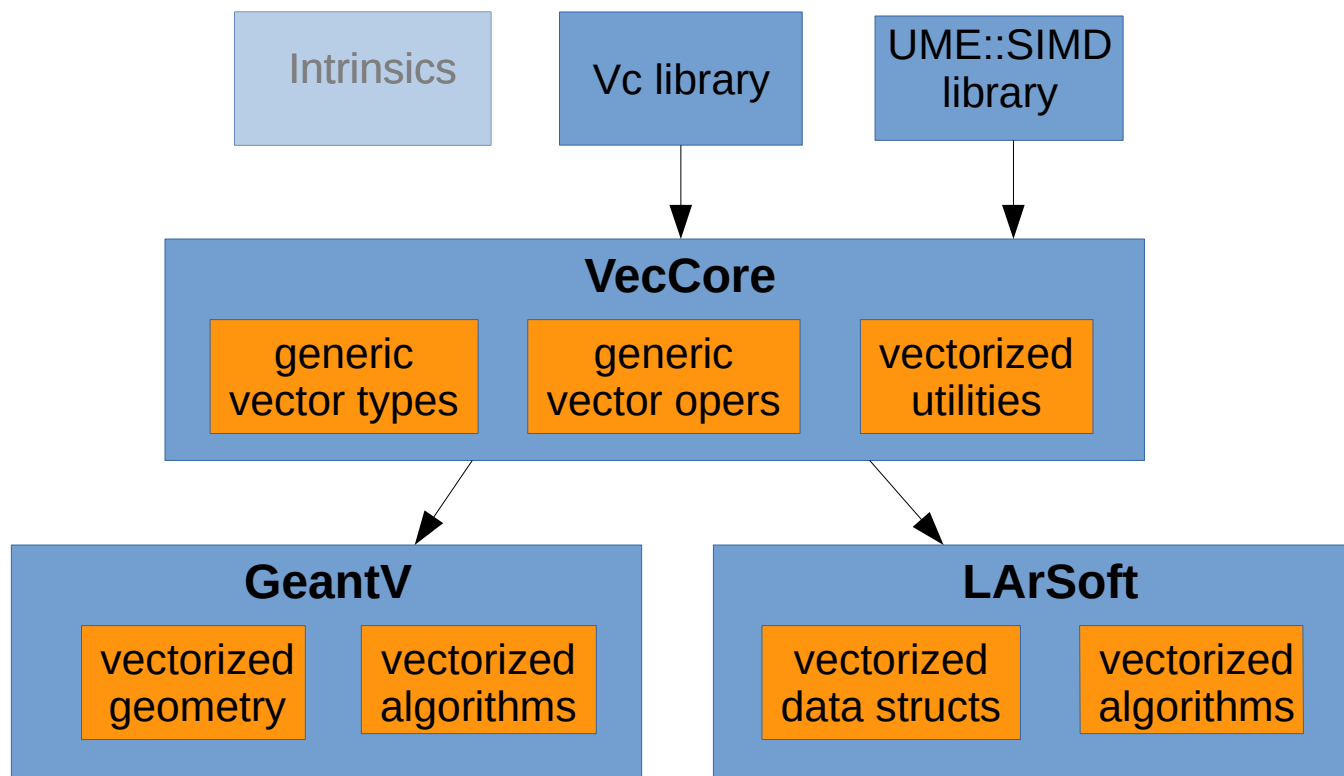 Intrinsics
Vc library
UME::SIMD
library
VecCore
generic
vector types
generic
vector opers
vectorized
utilities
GeantV
vectorized
geometry
vectorized
algorithms
LArSoft
vectorized
data structs
vectorized
algorithms